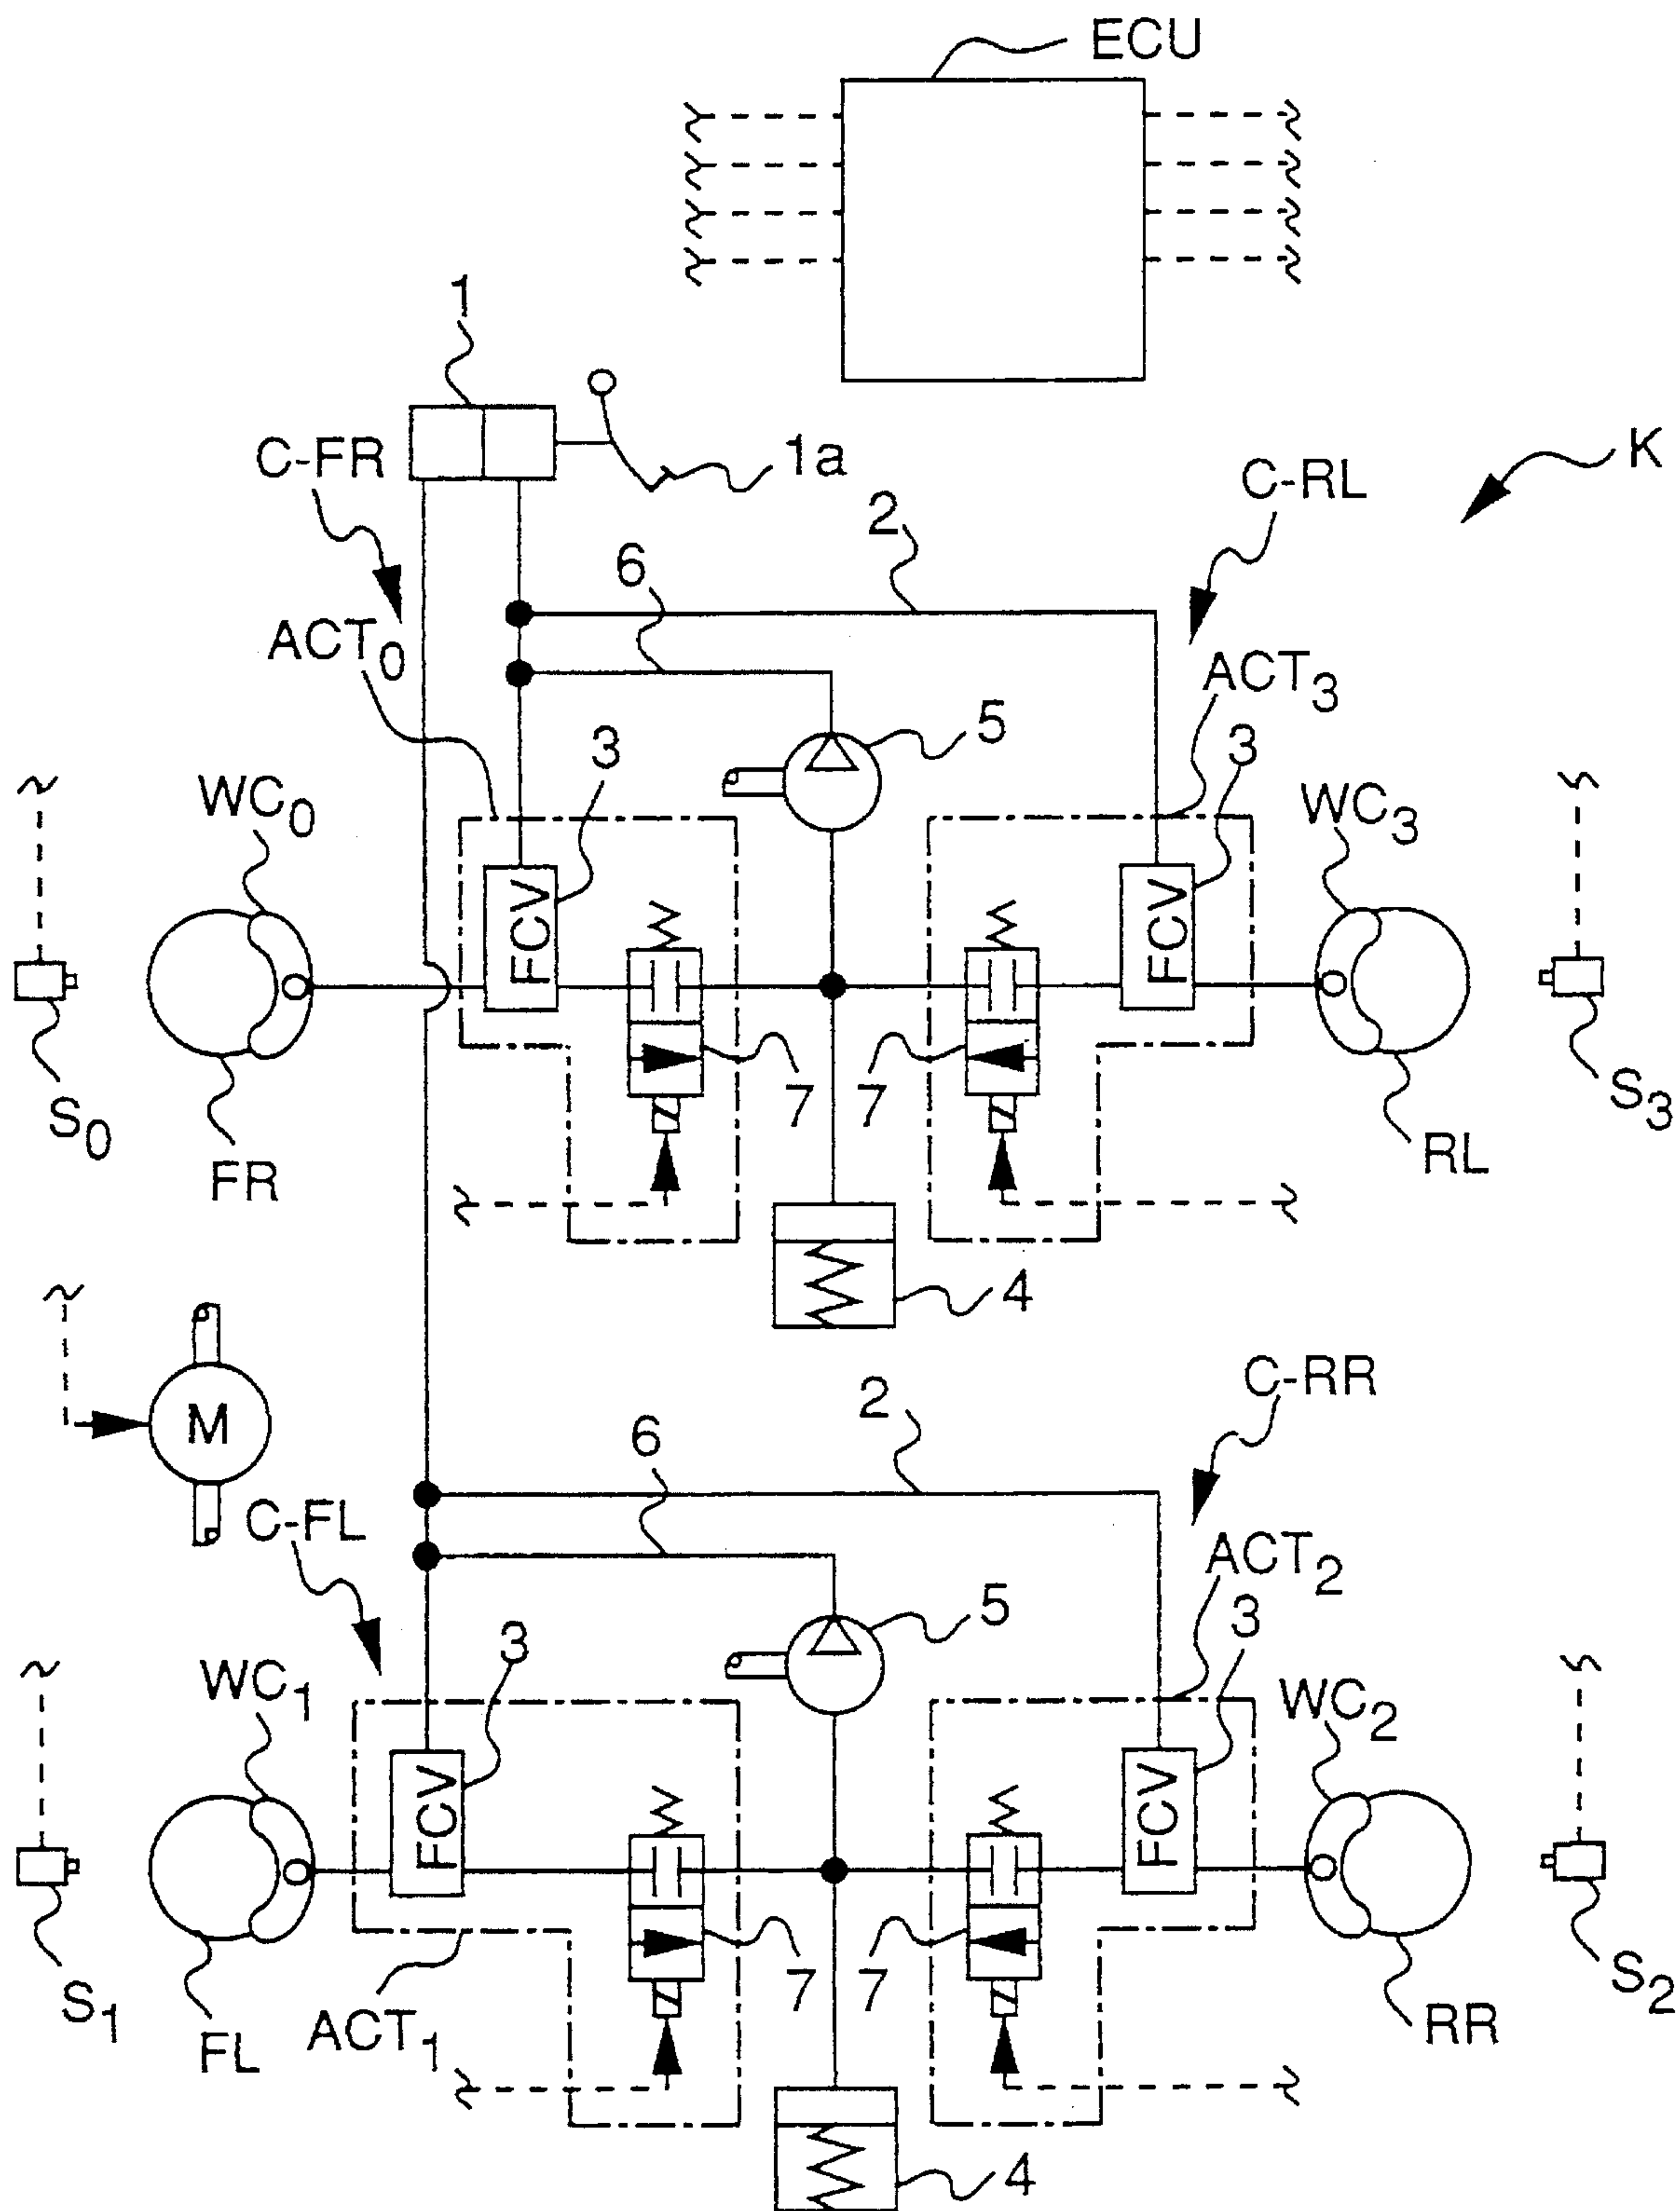 ECU
1
C-FR
1a
C-RL
K
2
6
ACT0
ACT3
5
3
3
WC0
WC3
FCV
FCV
7
7
S0
S3
FR
RL
4
M
C-RR
2
6
C-FL
ACT2
5
3
3
WC1
WC2
FCV
FCV
7
7
S1
S2
FL
ACT1
RR
4